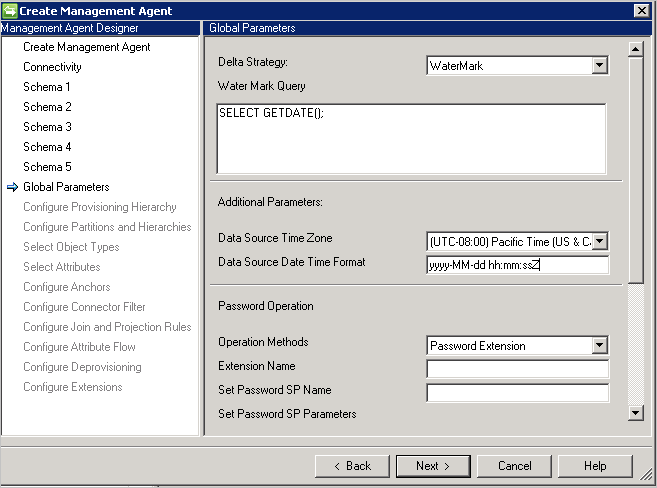 Create Management Agent
Management Agent Designer
Global Parameters
Create Management Agent
Connectivity
Schema 1
Schema 2
Schema 3
Schema 4
Schema 5
Global Parameters
Configure Provisioning Hierarchy
Configure Partitions and Hierarchies
Select Object Types
Select Attributes
Configure Anchors
Configure Connector Filter
Configure Join and Projection Rules
Configure Attribute Flow
Configure Deprovisioning
Configure Extensions
Delta Strategy:
WaterMark
Water Mark Query
SELECT GETDATE();
Additional Parameters:
Data Source Time Zone
(UTC-08:00) Pacific Time (US & C
Data Source Date Time Format
yyyy-MM-dd hh:mm:ssZ
Password Operation
Operation Methods
Password Extension
Extension Name
Set Password SP Name
Set Password SP Parameters
< Back
Next >
Cancel
Help